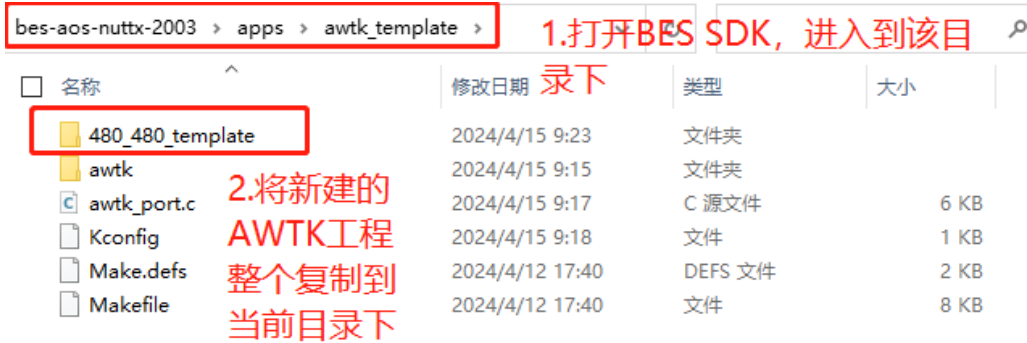 bes-aos-nuttx-2003 > apps > awtk_template >
1.打开BES SDK，进入到该目
录下
名称 修改日期 类型 大小
480_480_template 2024/4/15 9:23 文件夹
awtk 2024/4/15 9:15 文件夹
awtk_port.c 2024/4/15 9:17 C 源文件 6 KB
Kconfig 2024/4/15 9:18 文件 1 KB
Make.defs 2024/4/12 17:40 DEFS 文件 2 KB
Makefile 2024/4/12 17:40 文件 8 KB
2.将新建的
AWTK工程
整个复制到
当前目录下